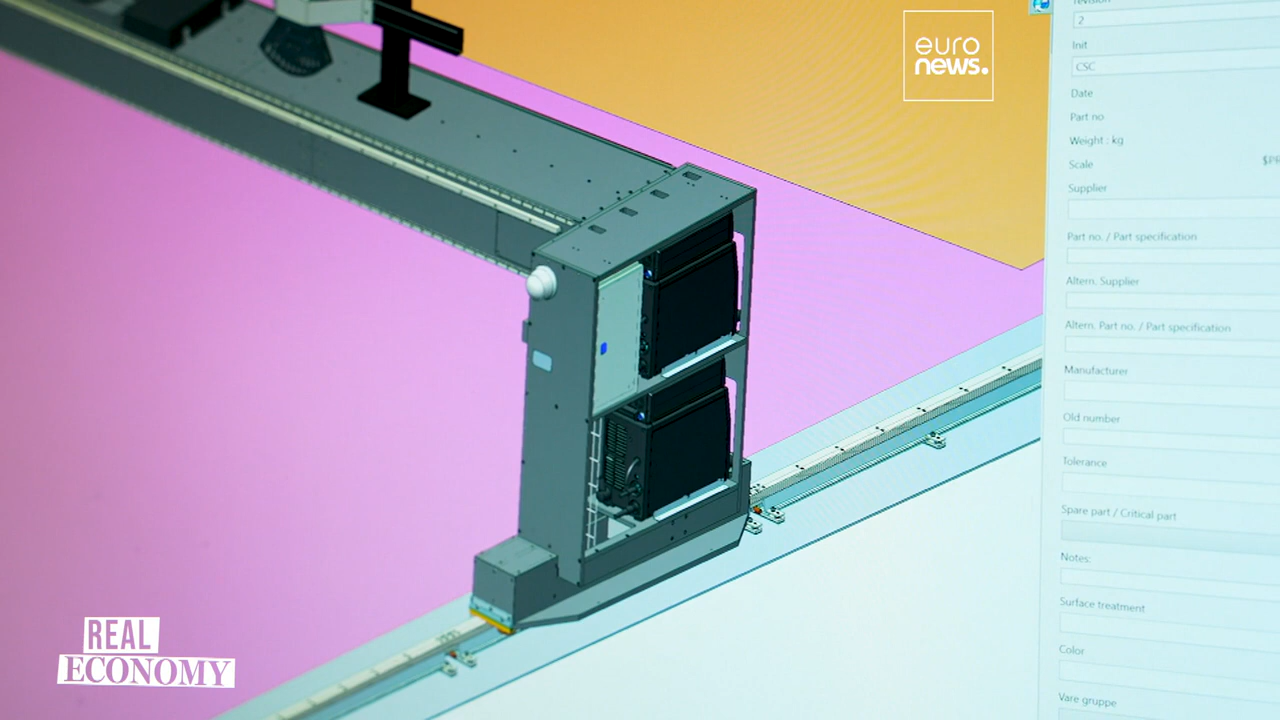 euro
news.
revision
2
Init
CSC
Date
Part no
Weight : kg
Scale
Supplier
Part no. / Part specification
Altern. Supplier
Altern. Part no. / Part specification
Manufacturer
Old number
Tolerance
Spare part / Critical part
Notes:
Surface treatment
Color
Vare gruppe
REAL
ECONOMY